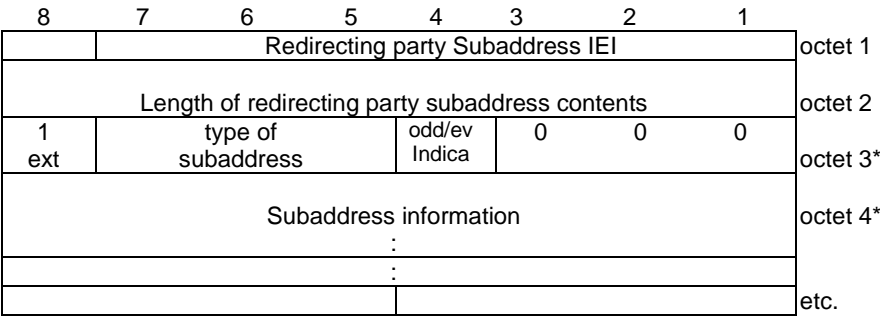 8 7 6 5 4 3 2 1
Redirecting party Subaddress IEI octet 1
Length of redirecting party subaddress contents octet 2
1 type of odd/ev 0 0 0
ext subaddress Indica octet 3*
Subaddress information octet 4*
:
:
etc.